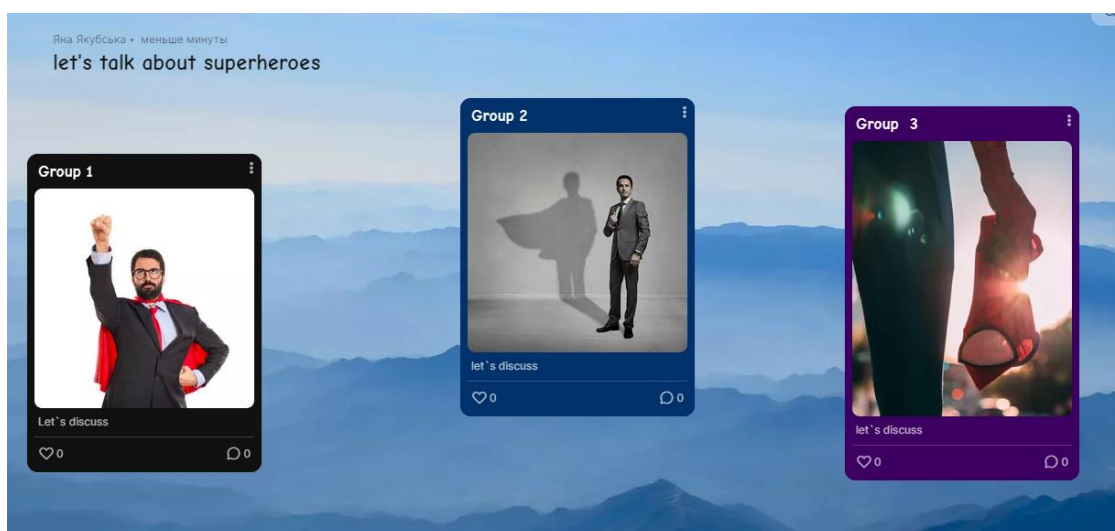 Яна Якубська • меньше минуты
let's talk about superheroes
Group 1
Let`s discuss
0 0
Group 2
let`s discuss
0 0
Group 3
let`s discuss
0 0